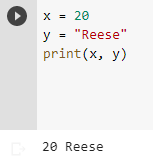 x = 20
y = "Reese"
print(x, y)
20 Reese